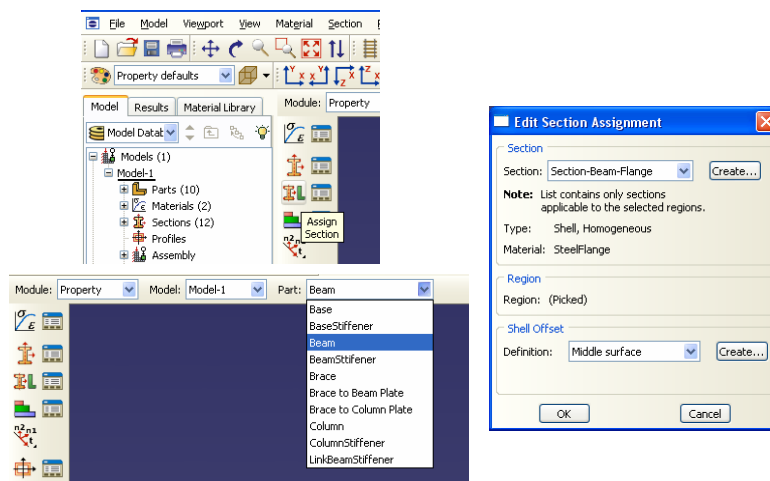 File Model Viewport View Material Section
Property defaults
Model Results Material Library Module: Property
Model Datab
Models (1)
Model-1
Parts (10)
Materials (2)
Sections (12)
Profiles
Assembly
Assign
Section
Module: Property Model: Model-1 Part: Beam
Base
BaseStiffener
Beam
BeamSttifener
Brace
Brace to Beam Plate
Brace to Column Plate
Column
ColumnStiffener
LinkBeamStiffener
Edit Section Assignment
Section
Section: Section-Beam-Flange Create...
Note: List contains only sections
applicable to the selected regions.
Type: Shell, Homogeneous
Material: SteelFlange
Region
Region: (Picked)
Shell Offset
Definition: Middle surface Create...
OK Cancel